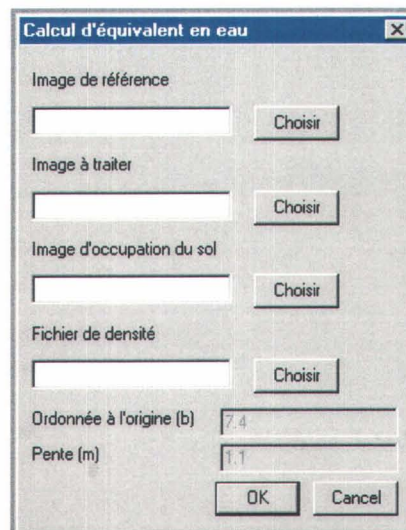 Calcul d'équivalent en eau
Image de référence
Choisir
Image à traiter
Choisir
Image d'occupation du sol
Choisir
Fichier de densité
Choisir
Ordonnée à l'origine (b) 7.4
Pente (m) 1.1
OK Cancel